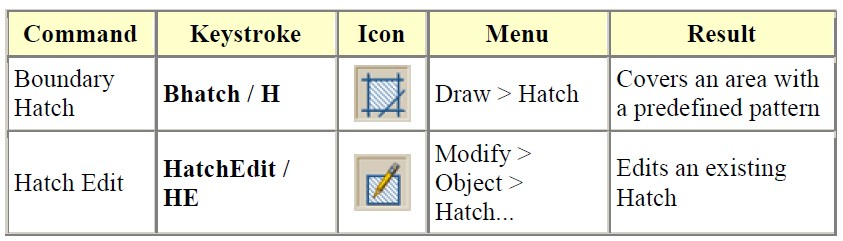 Command Keystroke Icon Menu Result
Boundary
Hatch
Bhatch / H
Draw > Hatch
Covers an area with
a predefined pattern
Hatch Edit
HatchEdit /
HE
Modify >
Object >
Hatch...
Edits an existing
Hatch